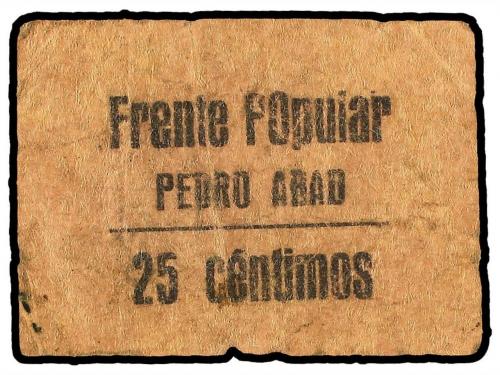 Frente POpular
PEDRO ABAD
25 céntimos